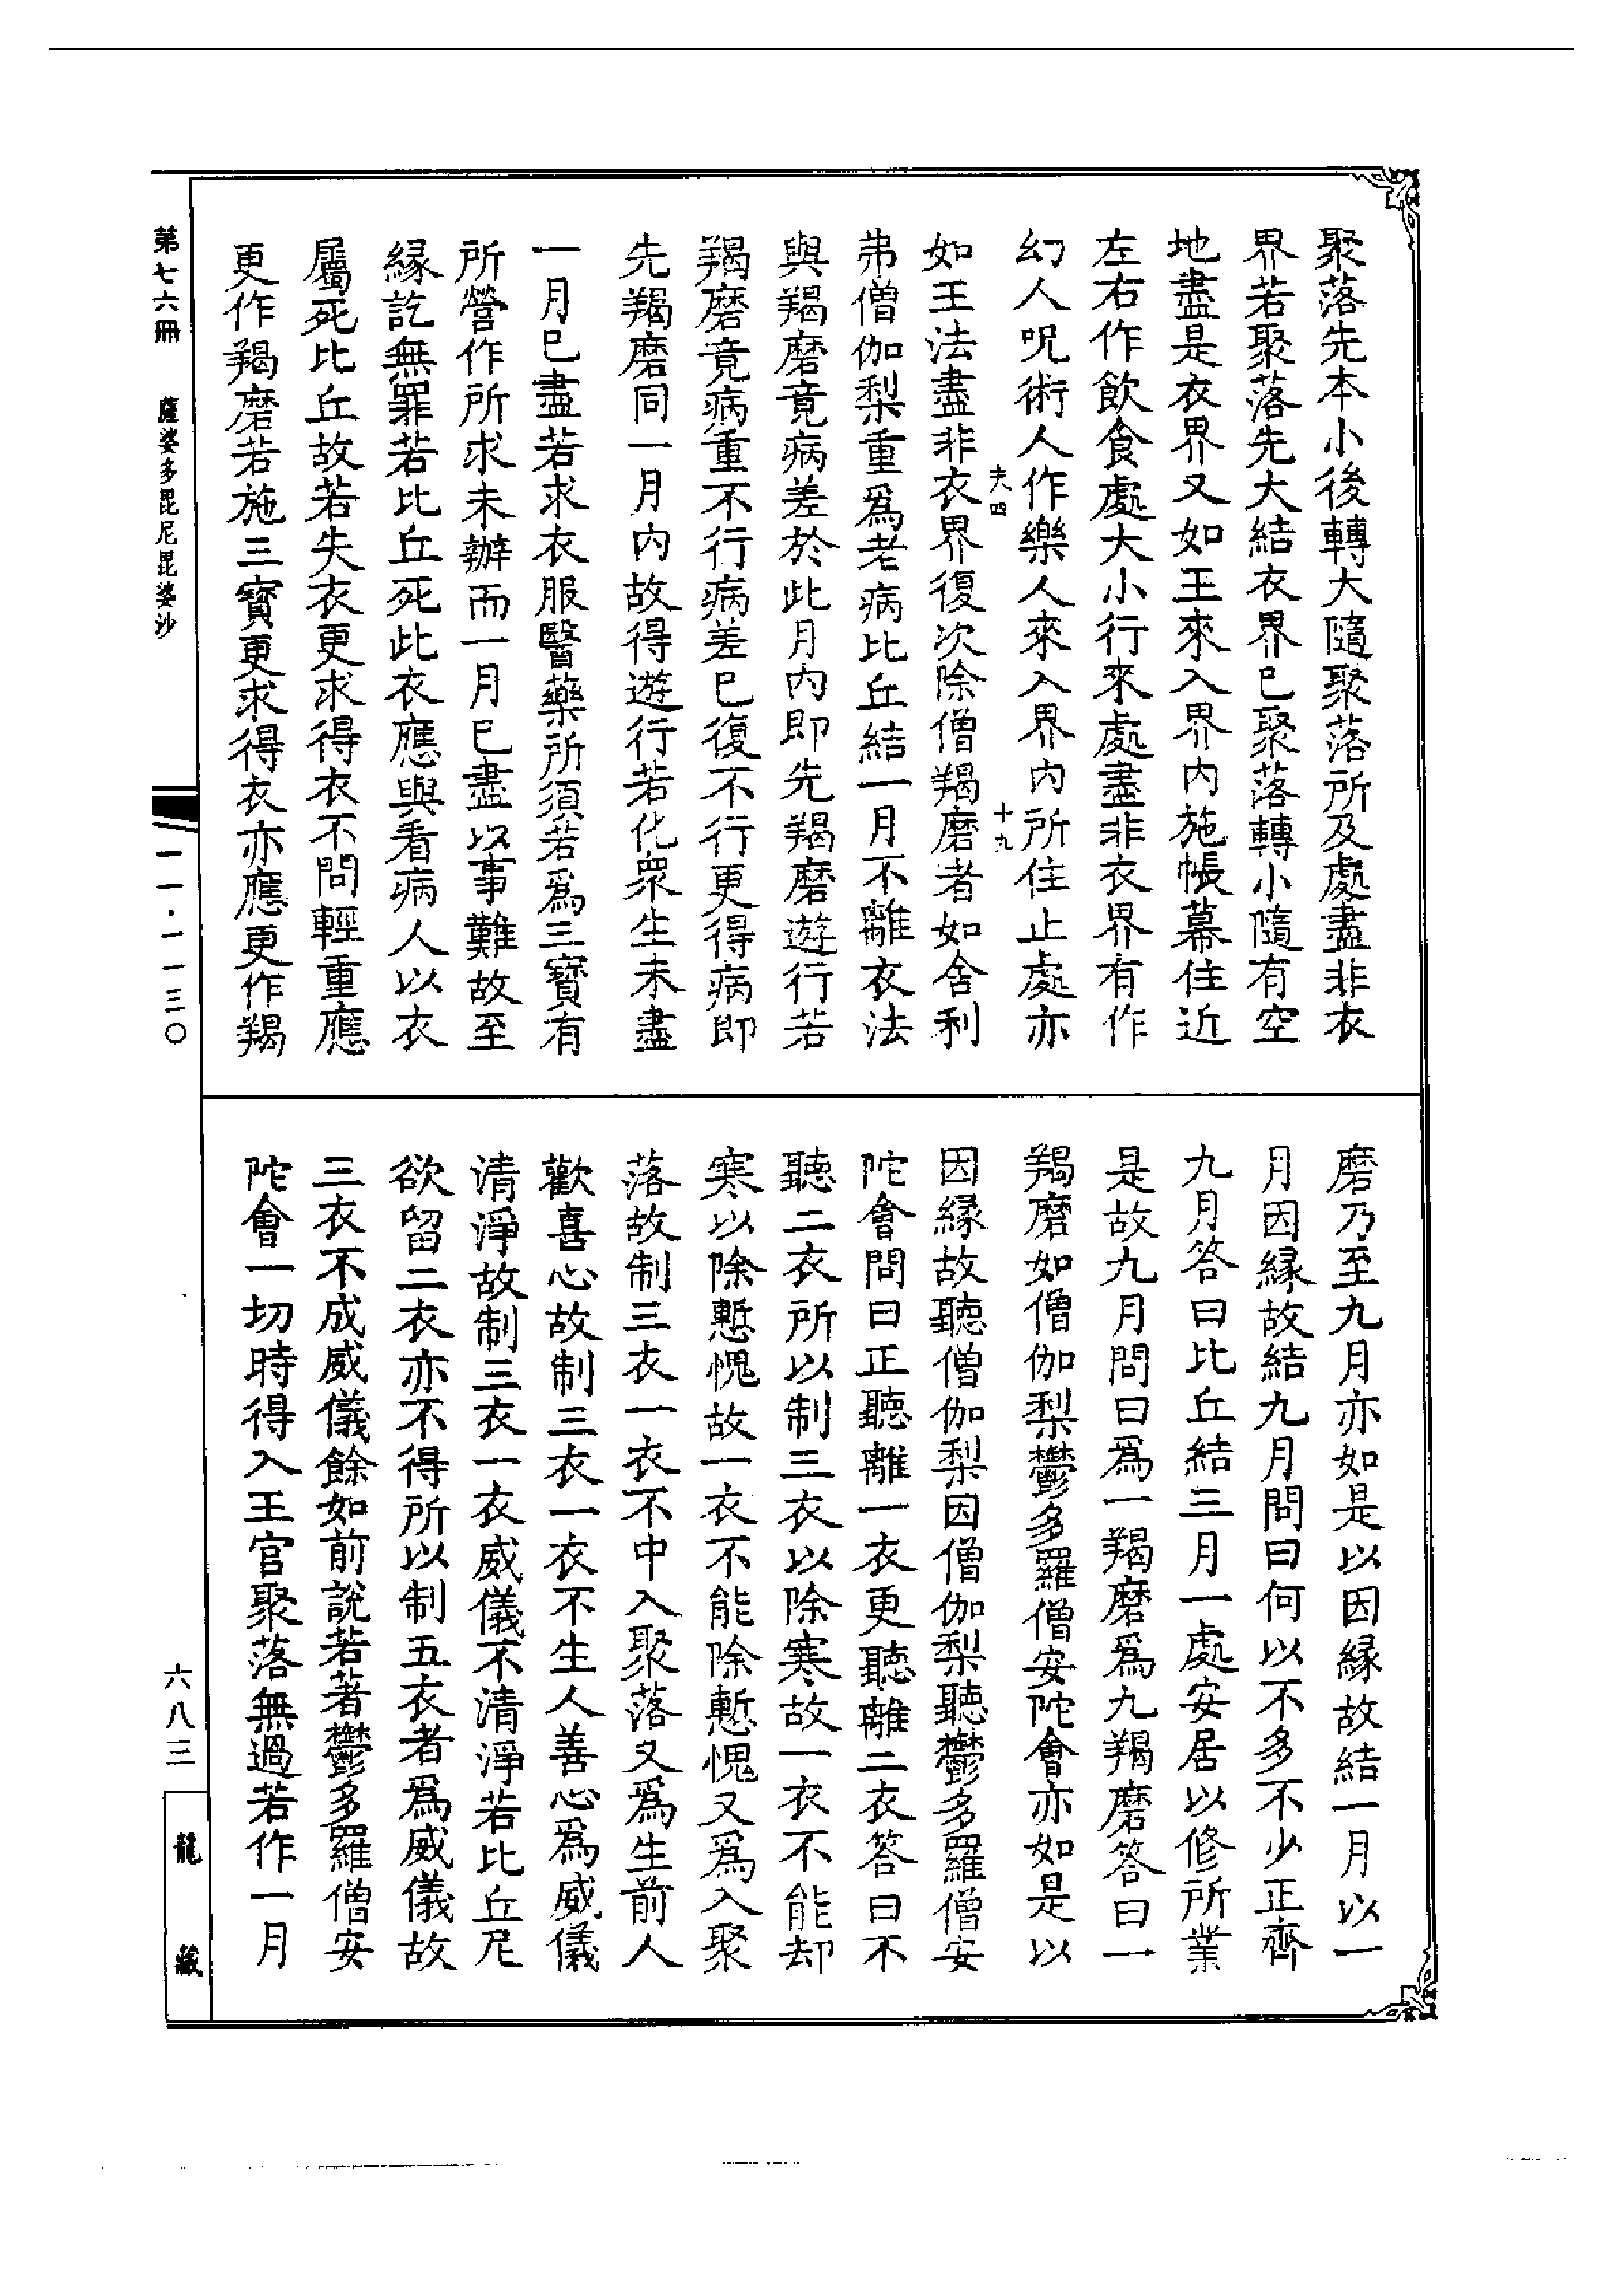 聚落先本小後轉大隨聚落所及處盡非衣
界若聚落先大結衣界已聚落轉小隨有空
地盡是衣界又如王來入界內施帳幕住近
左右作飲食處大小行來處盡非衣界有作
幻人呪術人作樂人來入界內所住止處亦
夫四
十九
如王法盡非衣界復次除僧羯磨者如舍利
弗僧伽梨重爲老病比丘結一月不離衣法
與羯磨竟病差於此月內即先羯磨遊行若
羯磨竟病重不行病差已復不行更得病即
先羯磨同一月內故得遊行若化衆生未盡
一月已盡若求衣服醫藥所須若爲三寶有
所營作所求未辦而一月已盡以事難故至
緣訖無罪若比丘死此衣應與看病人以衣
屬死比丘故若失衣更求得衣不問輕重應
更作羯磨若施三寶更求得衣亦應更作羯
磨乃至九月亦如是以因緣故結一月以一
月因緣故結九月問曰何以不多不少正齊
九月答曰比丘結三月一處安居以修所業
是故九月問曰爲一羯磨爲九羯磨答曰一
羯磨如僧伽梨鬱多羅僧安陀會亦如是以
因緣故聽僧伽梨因僧伽梨聽鬱多羅僧安
陀會問曰正聽離一衣更聽離二衣答曰不
聽二衣所以制三衣以除寒故一衣不能却
寒以除慙愧故一衣不能除慙愧又爲入聚
落故制三衣一衣不中入聚落又爲生前人
歡喜心故制三衣一衣不生人善心爲威儀
清淨故制三衣一衣威儀不清淨若比丘尼
欲留二衣亦不得所以制五衣者爲威儀故
三衣不成威儀餘如前說若著鬱多羅僧安
陀會一切時得入王宮聚落無過若作一月
第七六冊　薩婆多毘尼毘婆沙
一一·一一三〇
六八三
龍藏